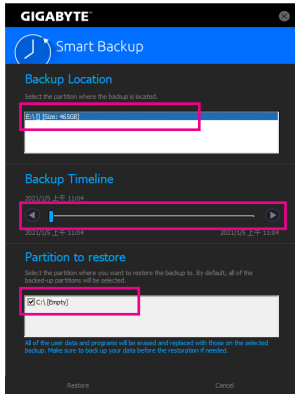 GIGABYTE™
Smart Backup
Backup Location
Select the partition where the backup is located.
E:\ [] [Size: 465GB]
Backup Timeline
2021/1/5 上午 11:04
2021/1/5 上午 11:04 2021/1/5 上午 11:04
Partition to restore
Select the partition where you want to restore the backup to. By default, all of the
backed-up partitions will be selected.
C:\ [Empty]
All of the user data and programs will be erased and replaced with those on the selected
backup. Make sure to back up your data before the restoration if needed.
Restore Cancel